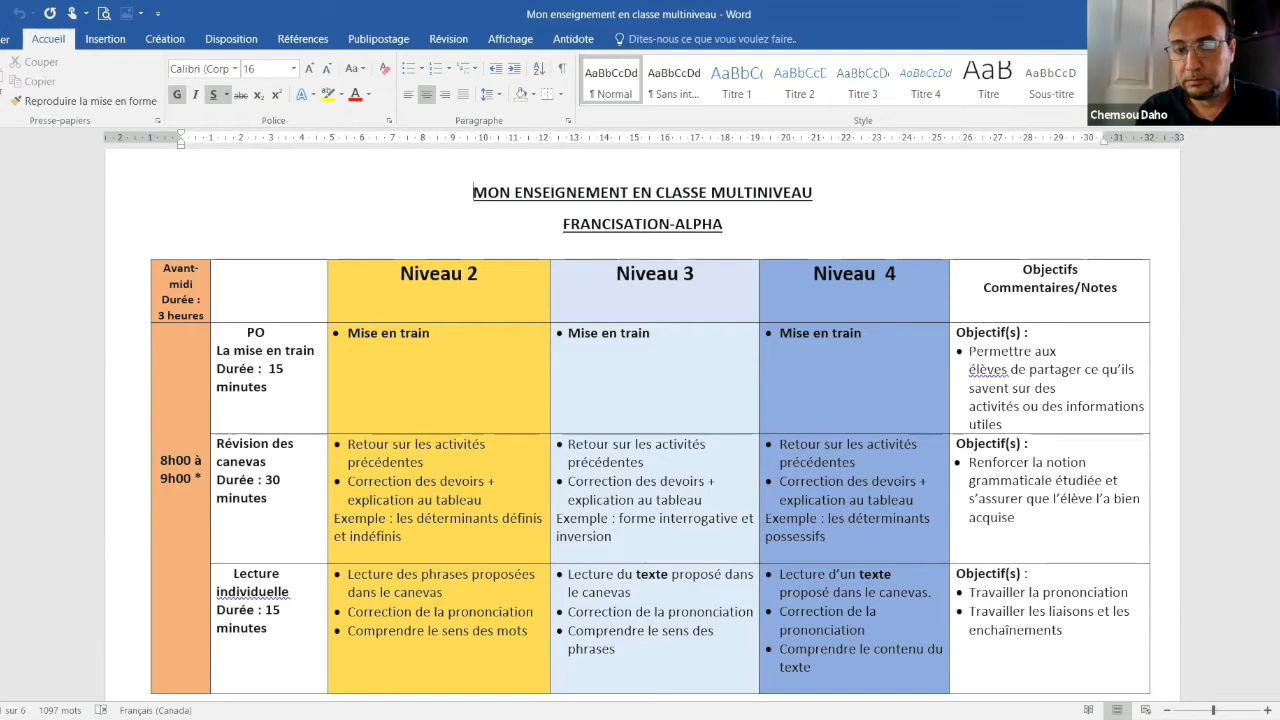 Mon enseignement en classe multiniveau - Word
Accueil
Insertion
Création
Disposition
Références
Publipostage
Révision
Affichage
Antidote
Dites-nous ce que vous voulez faire..
Couper
Copier
Reproduire la mise en forme
Presse-papiers
Calibri (Corp
16
Police
Paragraphe
AaBbCcDd
¶ Normal
AaBbCcDd
¶ Sans int...
AaBbCc
Titre 1
AaBbCcD
Titre 2
AaBbCcDd
Titre 3
AaBbCcDd
Titre 4
AaB
Titre
AaBbCcD
Sous-titre
Style
Chemsou Daho
MON ENSEIGNEMENT EN CLASSE MULTINIVEAU
FRANCISATION-ALPHA
Avant-
midi
Durée :
3 heures
Niveau 2
Niveau 3
Niveau 4
Objectifs
Commentaires/Notes
8h00 à
9h00 *
PO
La mise en train
Durée : 15
minutes
• Mise en train
• Mise en train
• Mise en train
Objectif(s) :
• Permettre aux
élèves de partager ce qu’ils
savent sur des
activités ou des informations
utiles
Révision des
canevas
Durée : 30
minutes
• Retour sur les activités
précédentes
• Correction des devoirs +
explication au tableau
Exemple : les déterminants définis
et indéfinis
• Retour sur les activités
précédentes
• Correction des devoirs +
explication au tableau
Exemple : forme interrogative et
inversion
• Retour sur les activités
précédentes
• Correction des devoirs +
explication au tableau
Exemple : les déterminants
possessifs
Objectif(s) :
• Renforcer la notion
grammaticale étudiée et
s’assurer que l’élève l’a bien
acquise
Lecture
individuelle
Durée : 15
minutes
• Lecture des phrases proposées
dans le canevas
• Correction de la prononciation
• Comprendre le sens des mots
• Lecture du texte proposé dans
le canevas
• Correction de la prononciation
• Comprendre le sens des
phrases
• Lecture d’un texte
proposé dans le canevas.
• Correction de la
prononciation
• Comprendre le contenu du
texte
Objectif(s) :
• Travailler la prononciation
• Travailler les liaisons et les
enchaînements
sur 6
1097 mots
Français (Canada)